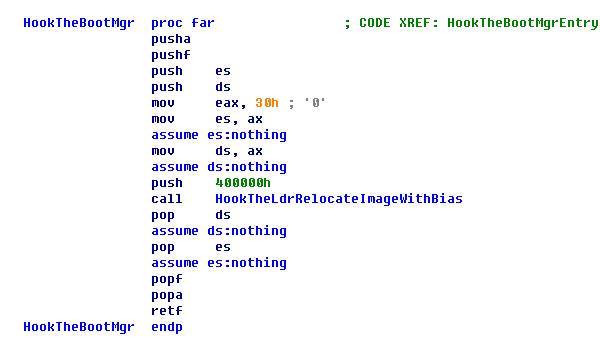 HookTheBootMgr proc far ; CODE XREF: HookTheBootMgrEntry
pusha
pushf
push es
push ds
mov eax, 30h ; '0'
mov es, ax
assume es:nothing
mov ds, ax
assume ds:nothing
push 400000h
call HookTheLdrRelocateImageWithBias
pop ds
assume ds:nothing
pop es
assume es:nothing
popf
popa
retf
HookTheBootMgr endp